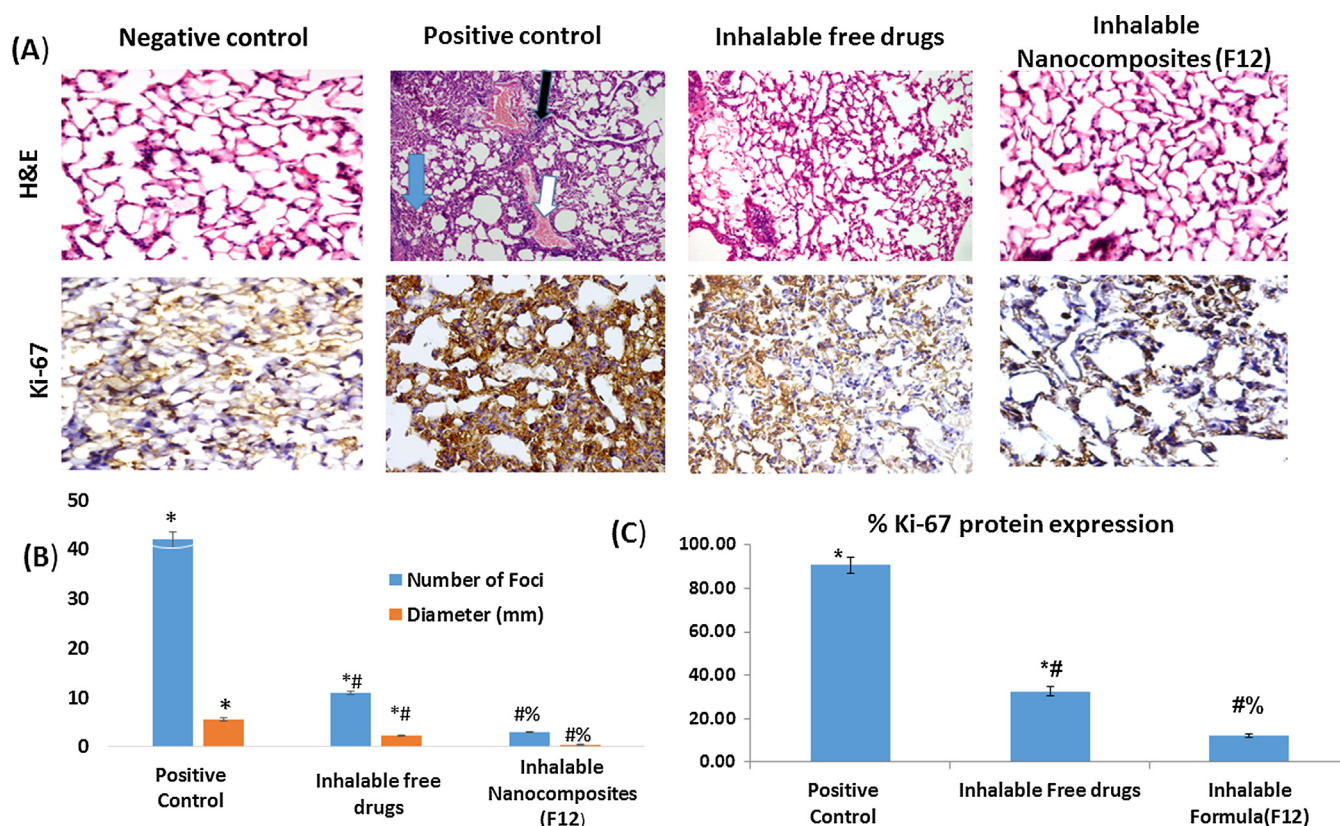 (A)
Negative control
Positive control
Inhalable free drugs
Inhalable
Nanocomposites (F12)
H&E
Ki-67
(B)
50
40
30
20
10
0
*
*
*#
*#
#%
#%
Number of Foci
Diameter (mm)
Positive
Control
Inhalable free
drugs
Inhalable
Nanocomposites
(F12)
(C)
% Ki-67 protein expression
100.00
80.00
60.00
40.00
20.00
0.00
*
*#
#%
Positive
Control
Inhalable Free drugs
Inhalable
Formula(F12)